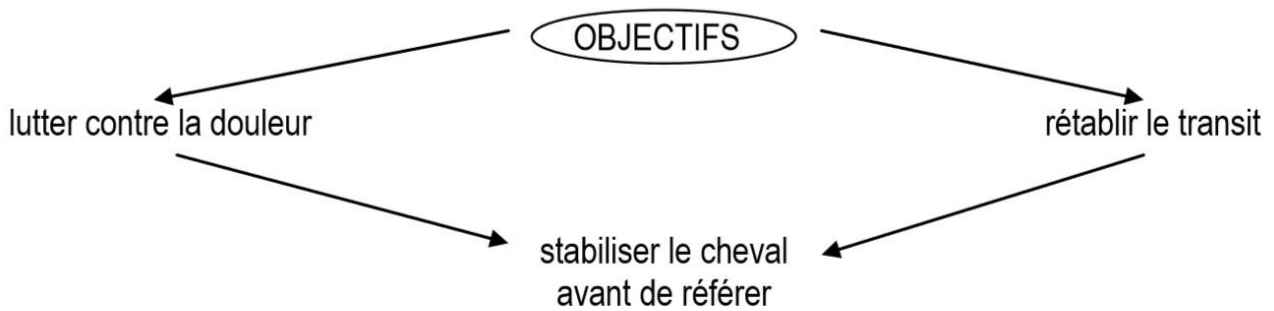 OBJECTIFS
lutter contre la douleur
rétablir le transit
stabiliser le cheval
avant de référer